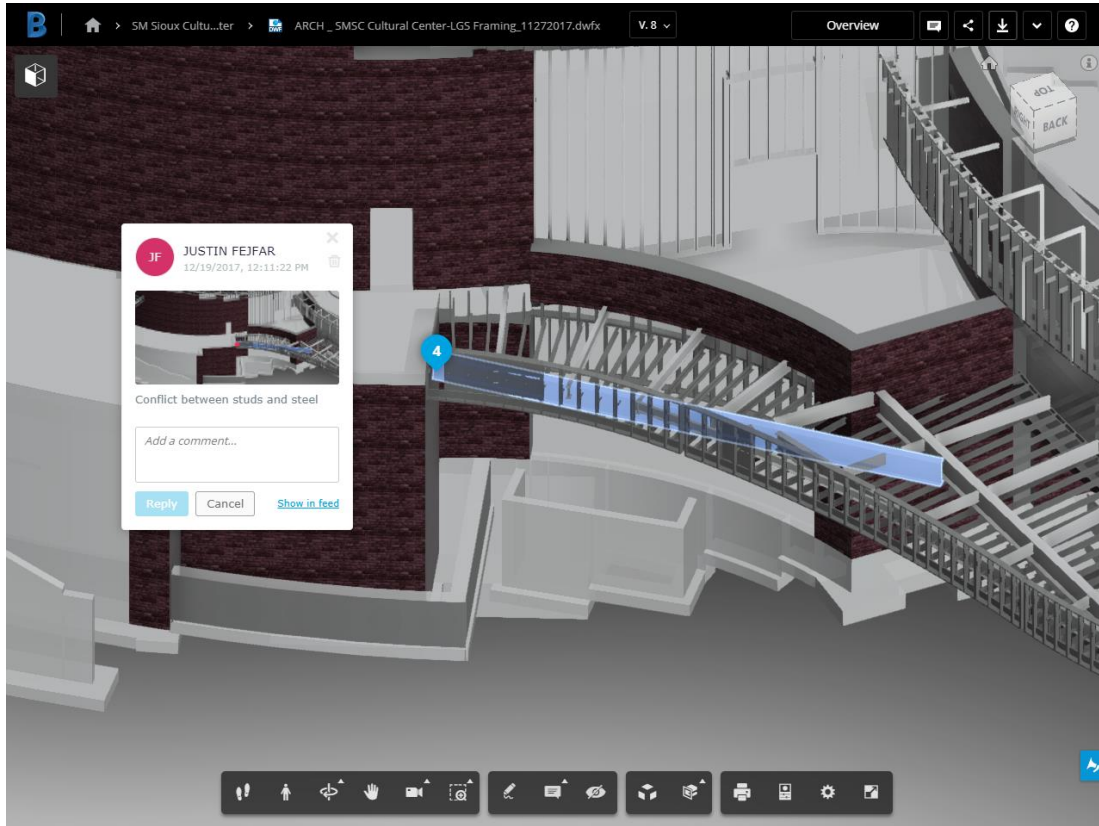 B
SM Sioux Cultu...ter
DWF
ARCH _ SMSC Cultural Center-LGS Framing_11272017.dwfx
V. 8
Overview
TOP
RIGHT
BACK
JF
JUSTIN FEJFAR
12/19/2017, 12:11:22 PM
4
Conflict between studs and steel
Add a comment...
Reply
Cancel
Show in feed